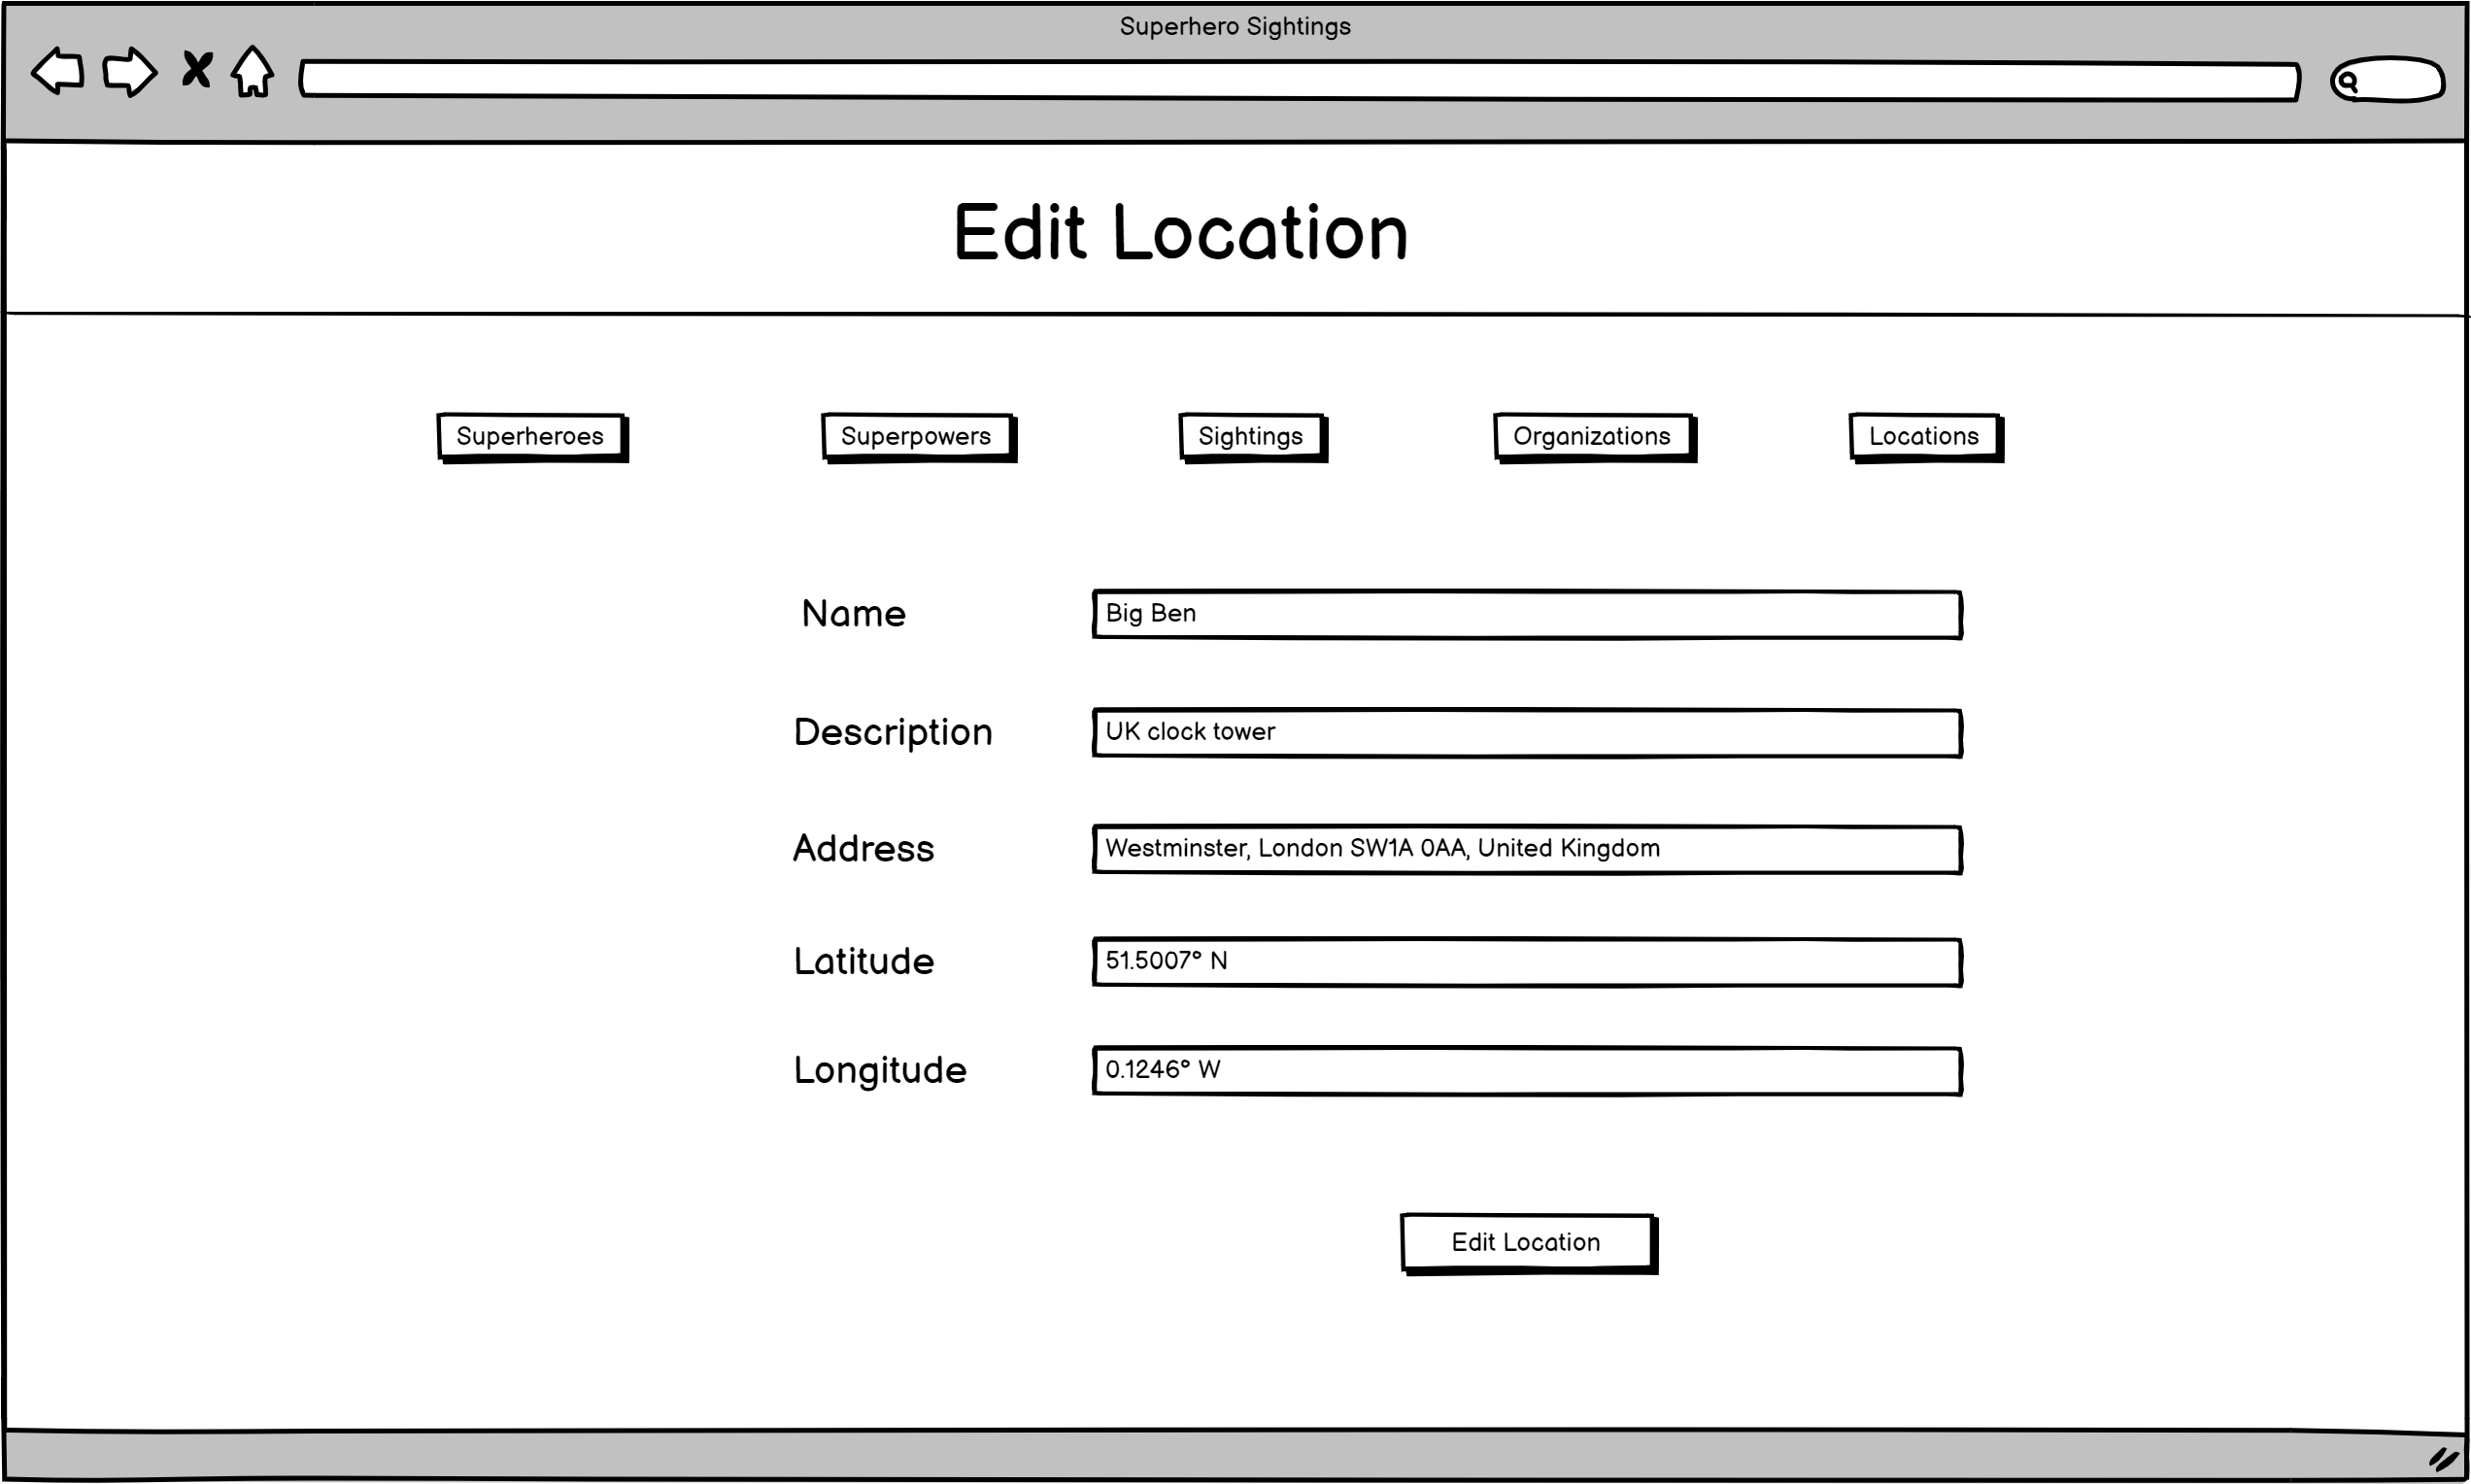 Superhero Sightings
Edit Location
Superheroes Superpowers Sightings Organizations Locations
Name Big Ben
Description UK clock tower
Address Westminster, London SW1A 0AA, United Kingdom
Latitude 51.5007° N
Longitude 0.1246° W
Edit Location